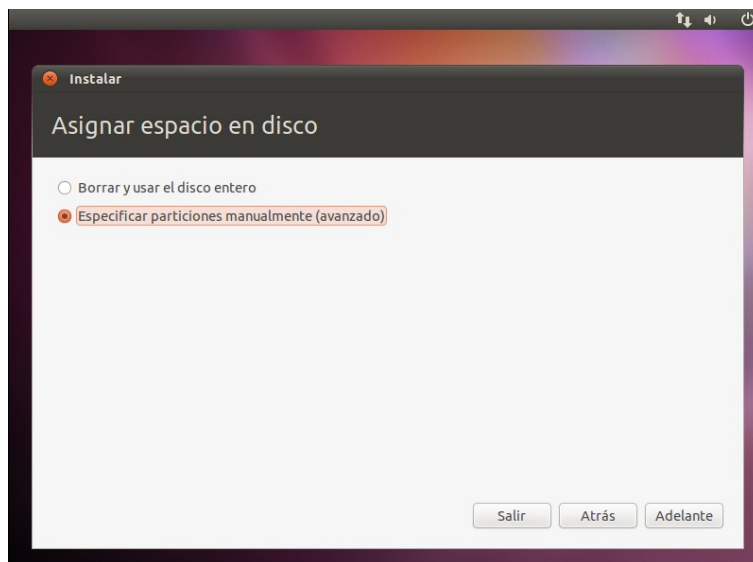 Instalar
Asignar espacio en disco
Borrar y usar el disco entero
Especificar particiones manualmente (avanzado)
Salir Atrás Adelante